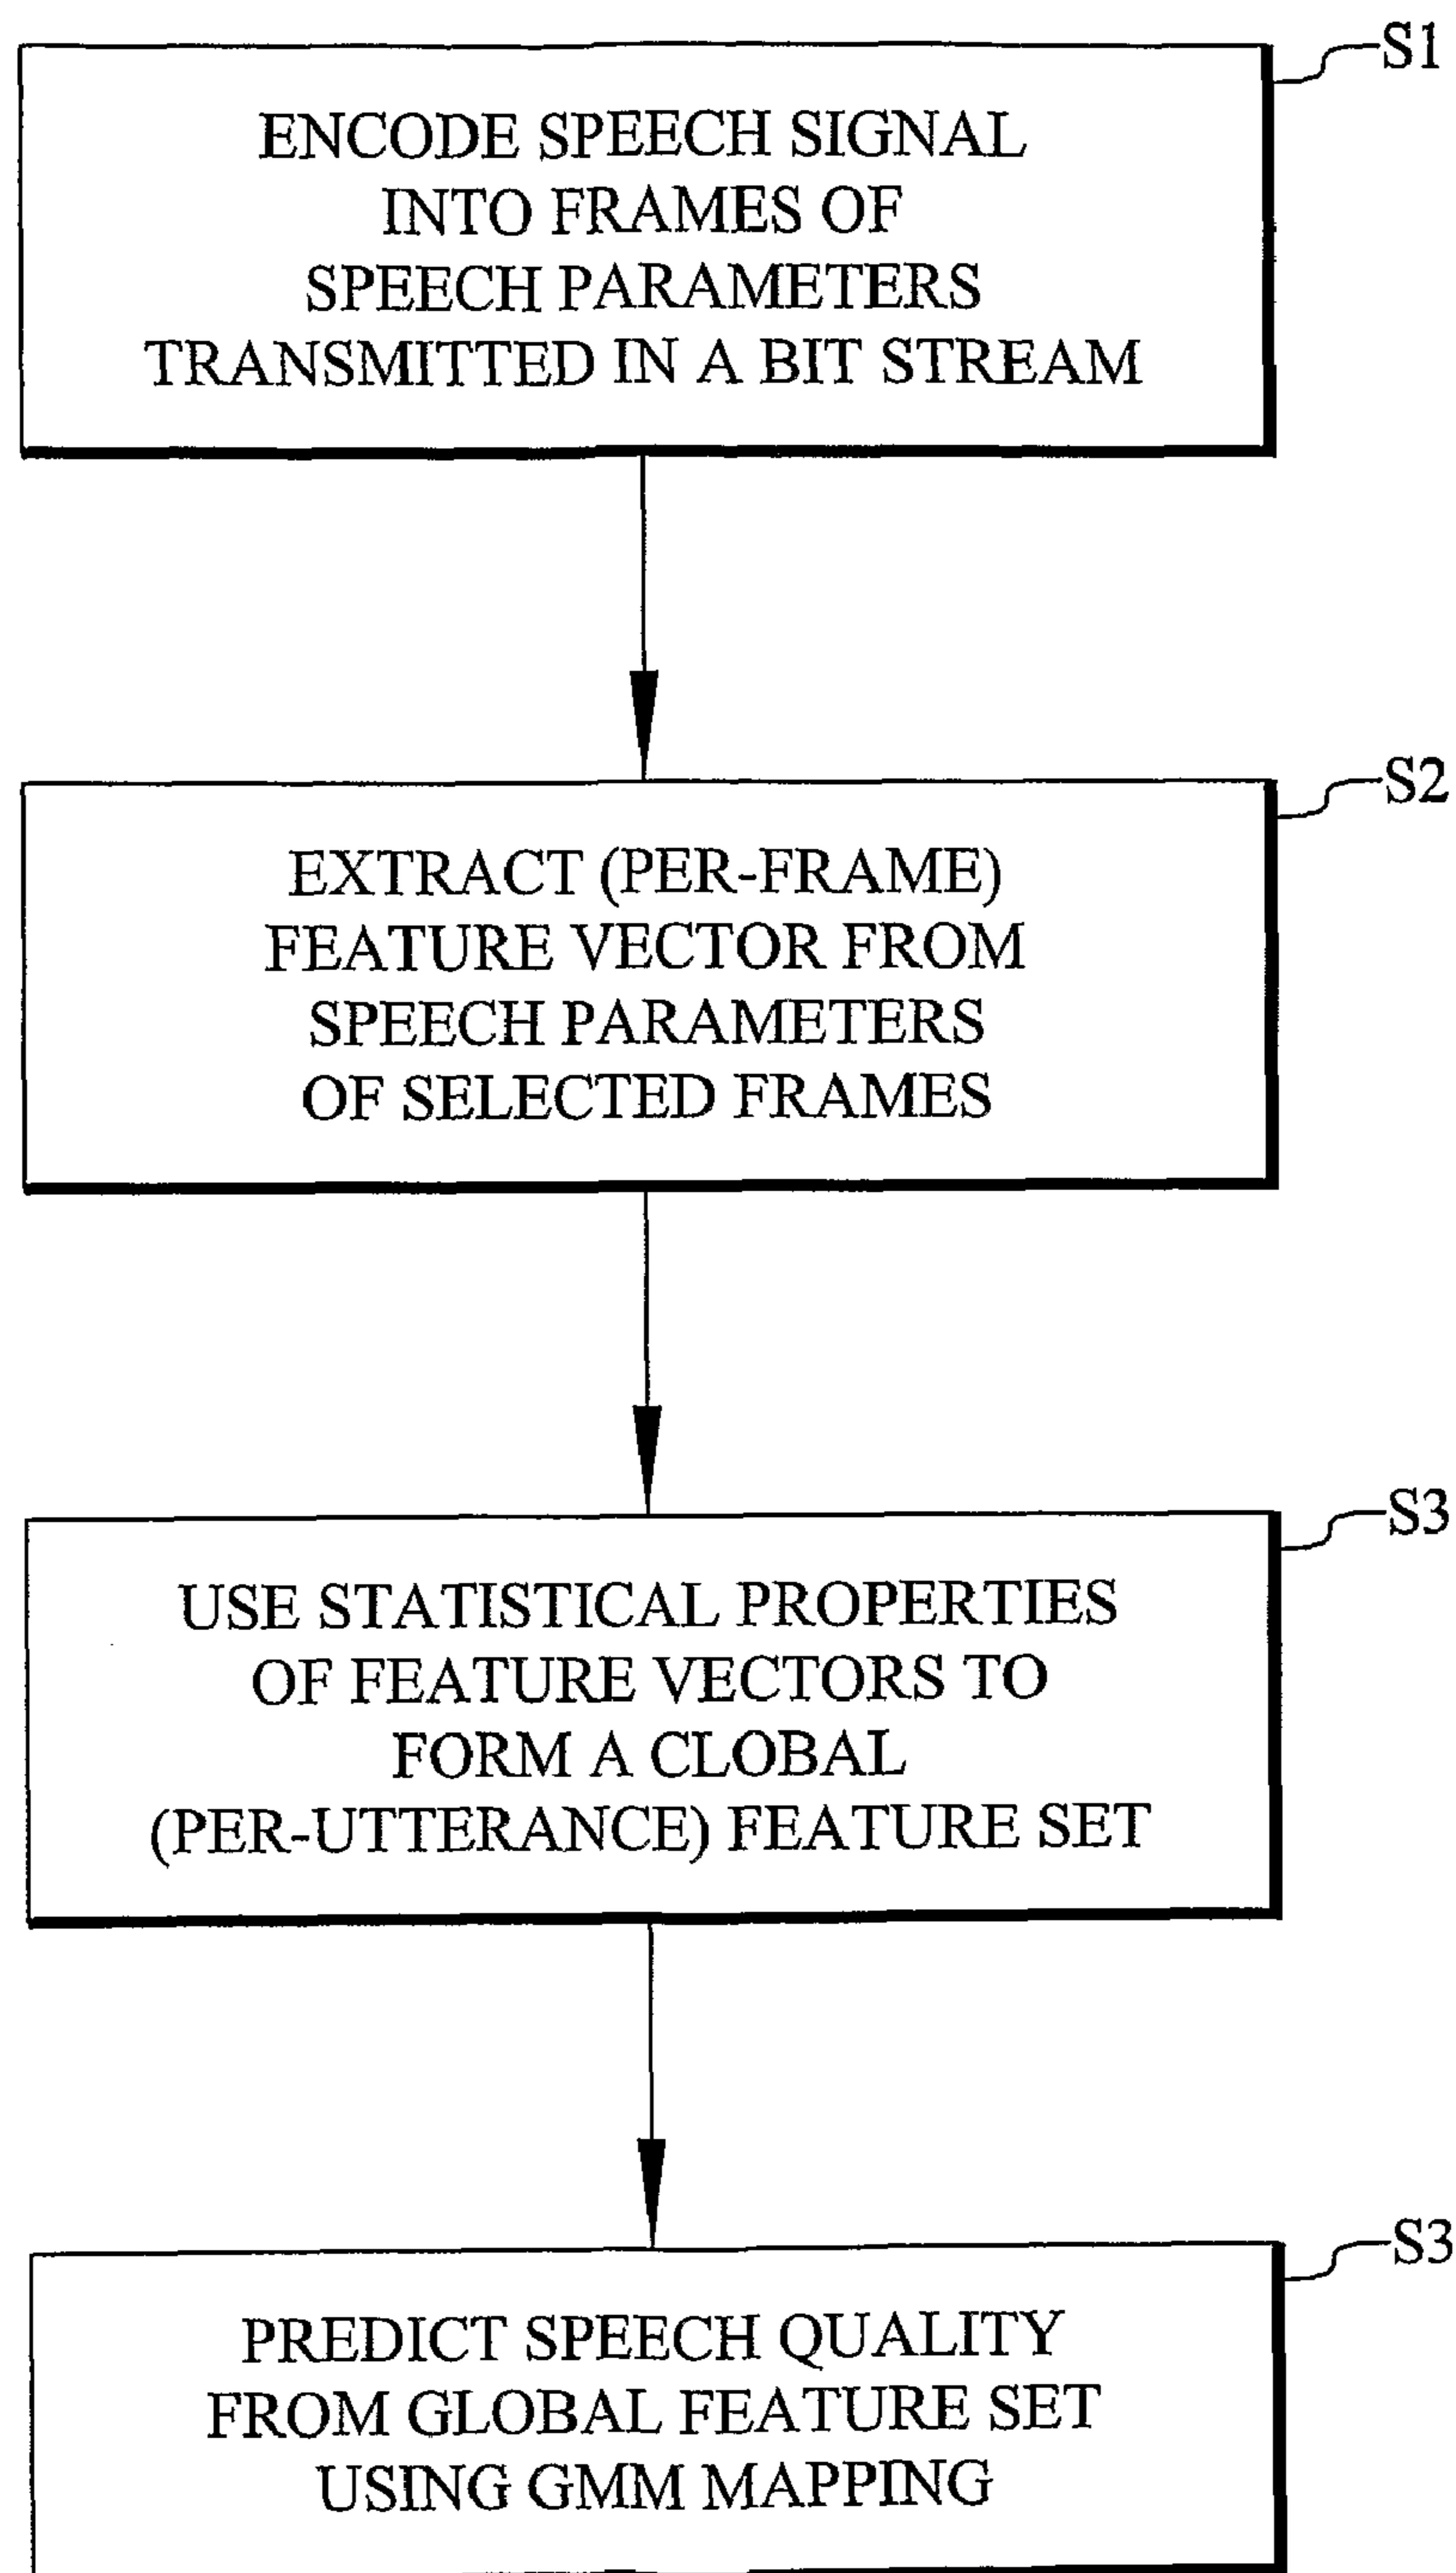 S1
ENCODE SPEECH SIGNAL
INTO FRAMES OF
SPEECH PARAMETERS
TRANSMITTED IN A BIT STREAM
S2
EXTRACT (PER-FRAME)
FEATURE VECTOR FROM
SPEECH PARAMETERS
OF SELECTED FRAMES
S3
USE STATISTICAL PROPERTIES
OF FEATURE VECTORS TO
FORM A CLOBAL
(PER-UTTERANCE) FEATURE SET
S3
PREDICT SPEECH QUALITY
FROM GLOBAL FEATURE SET
USING GMM MAPPING